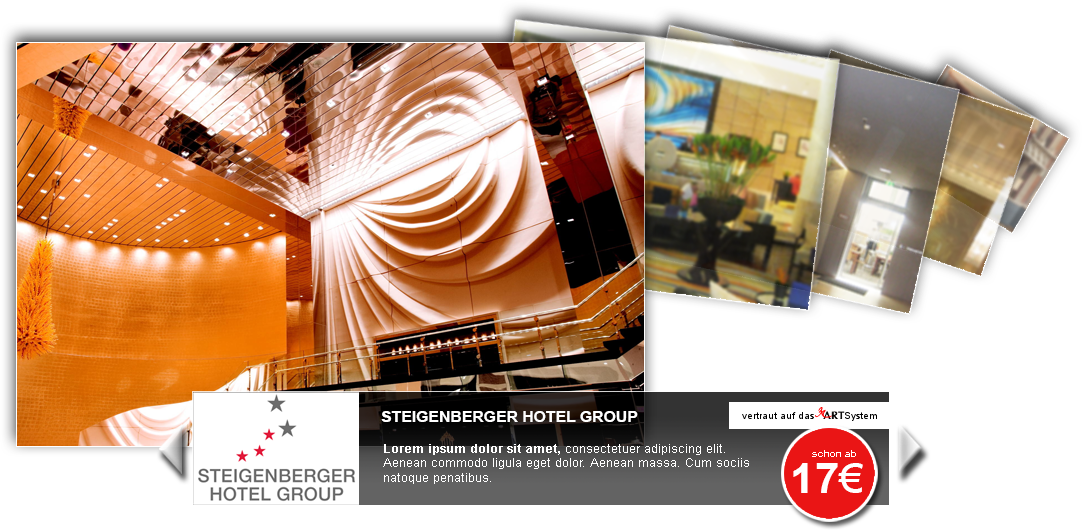 STEIGENBERGER HOTEL GROUP
vertraut auf das ARTSystem
Lorem ipsum dolor sit amet, consectetuer adipiscing elit.
Aenean commodo ligula eget dolor. Aenean massa. Cum sociis
natoque penatibus.
STEIGENBERGER
HOTEL GROUP
schon ab
17€